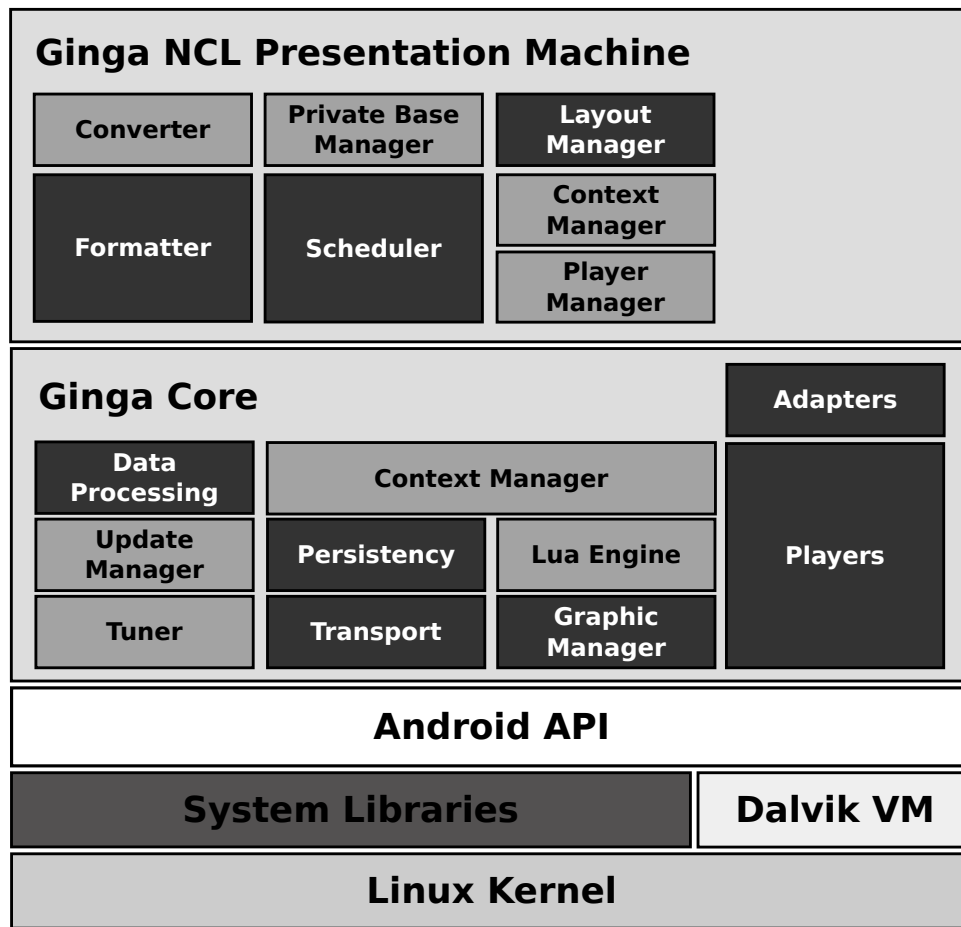 Ginga NCL Presentation Machine
Converter
Private Base
Manager
Layout
Manager
Formatter
Scheduler
Context
Manager
Player
Manager
Ginga Core
Adapters
Data
Processing
Context Manager
Update
Manager
Persistency
Lua Engine
Players
Tuner
Transport
Graphic
Manager
Android API
System Libraries
Dalvik VM
Linux Kernel